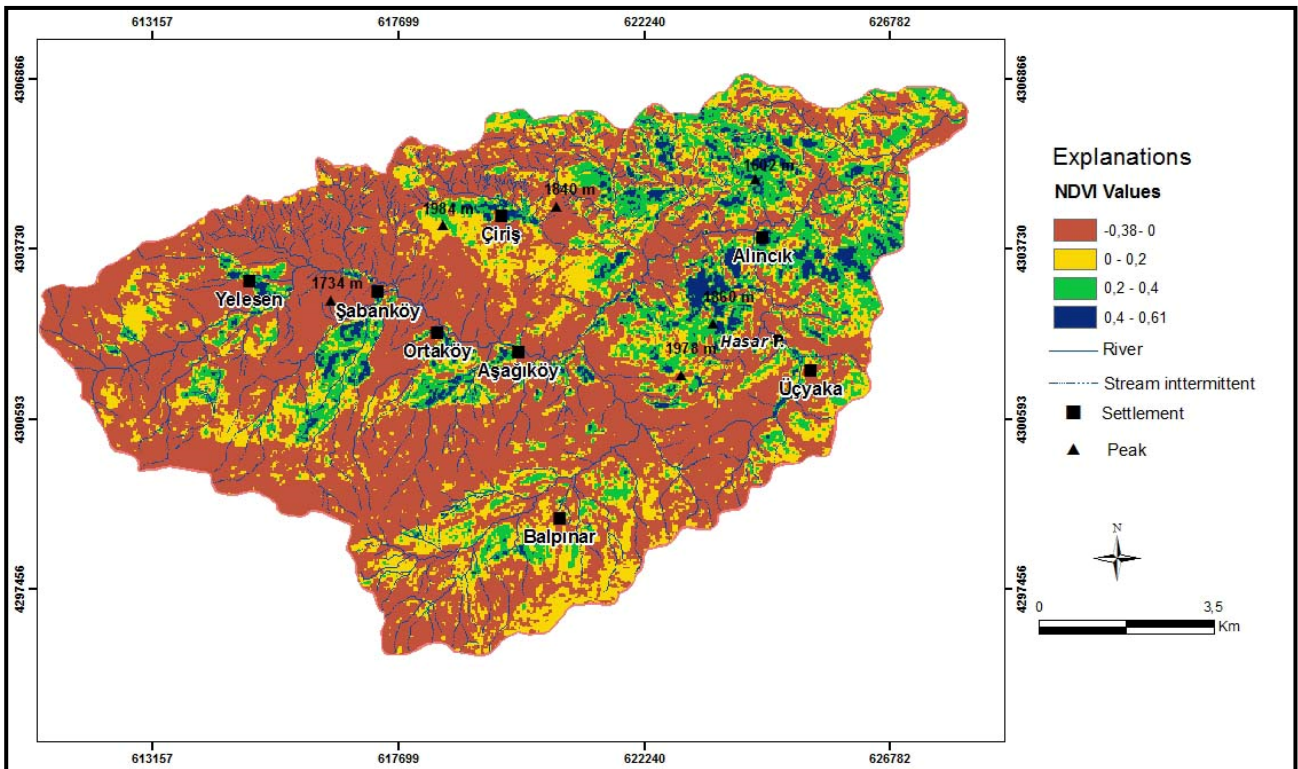 613157 617699 622240 626782
4306866
4306866
4303730
4303730
4300593
4300593
4297456
4297456
1840 m
1984 m
Çiriş
Alıncık
Yelesen
1734 m
Şabanköy
1860 m
Ortaköy
Hasar T.
Aşağıköy
1978 m
Üçyaka
Balpınar
613157 617699 622240 626782
Explanations
NDVI Values
-0,38- 0
0 - 0,2
0,2 - 0,4
0,4 - 0,61
River
Stream inttermittent
Settlement
Peak
N
0 3,5
Km